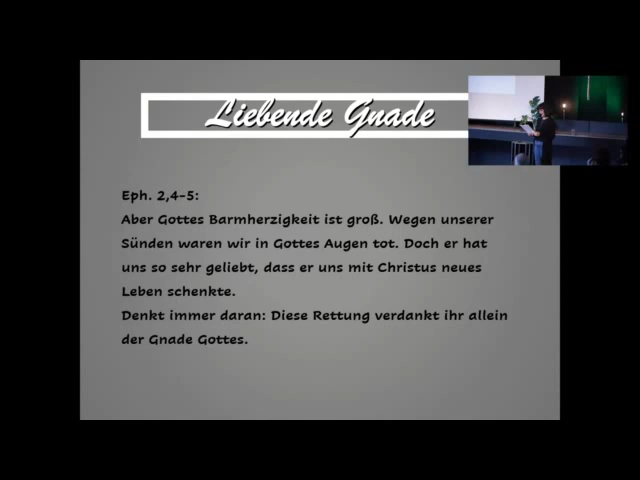 Liebende Gnade
Eph. 2,4-5:
Aber Gottes Barmherzigkeit ist groß. Wegen unserer
Sünden waren wir in Gottes Augen tot. Doch er hat
uns so sehr geliebt, dass er uns mit Christus neues
Leben schenkte.
Denkt immer daran: Diese Rettung verdankt ihr allein
der Gnade Gottes.